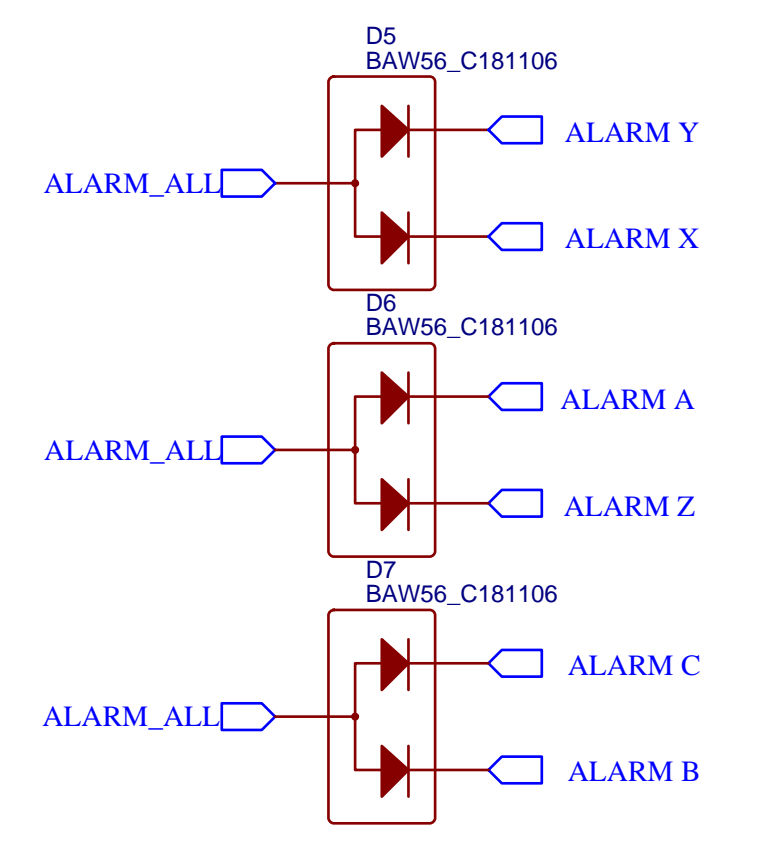 D5
BAW56_C181106
ALARM Y
ALARM_ALL
ALARM X
D6
BAW56_C181106
ALARM A
ALARM_ALL
ALARM Z
D7
BAW56_C181106
ALARM C
ALARM_ALL
ALARM B